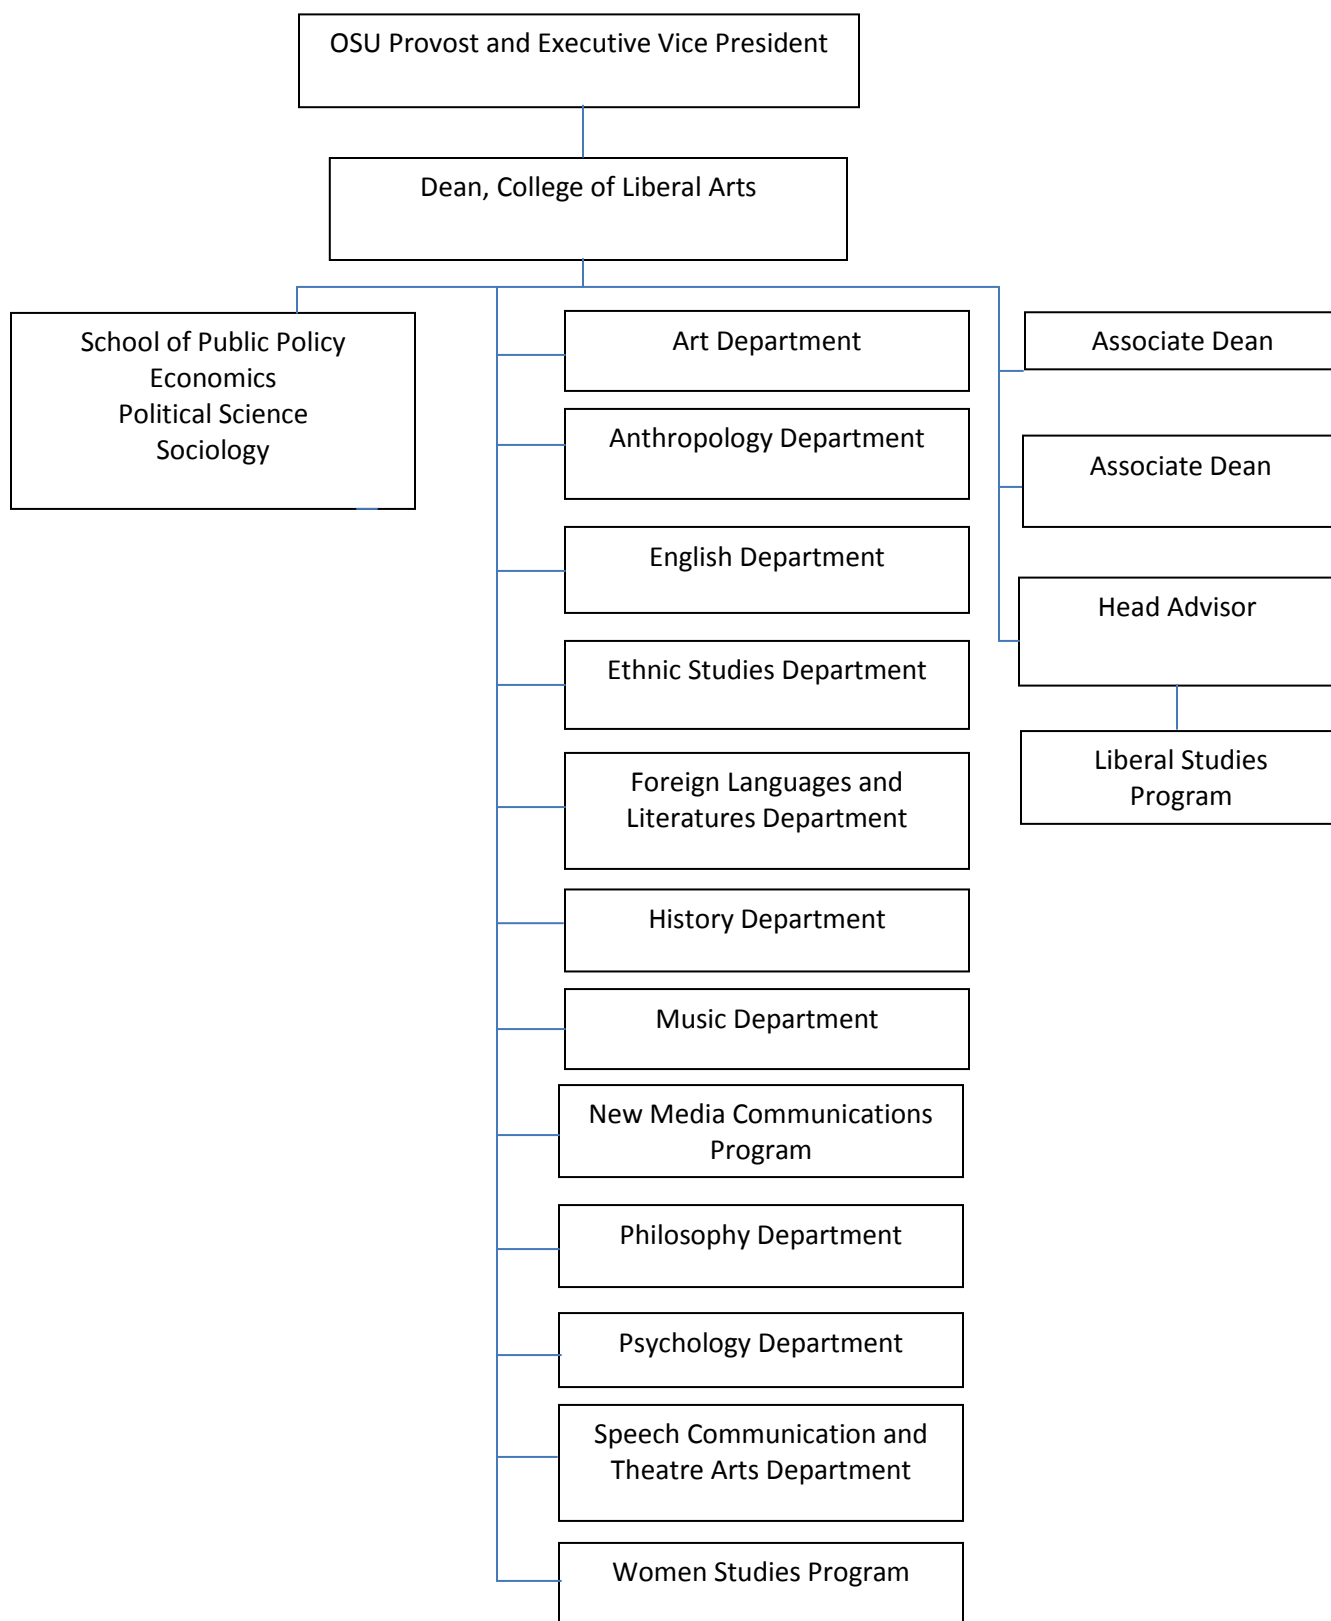 OSU Provost and Executive Vice President
Dean, College of Liberal Arts
School of Public Policy
Economics
Political Science
Sociology
Art Department
Anthropology Department
English Department
Ethnic Studies Department
Foreign Languages and
Literatures Department
History Department
Music Department
New Media Communications
Program
Philosophy Department
Psychology Department
Speech Communication and
Theatre Arts Department
Women Studies Program
Associate Dean
Associate Dean
Head Advisor
Liberal Studies
Program